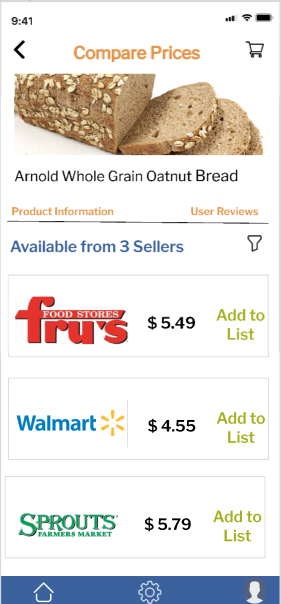 9:41
Compare Prices
Arnold Whole Grain Oatnut Bread
Product Information
User Reviews
Available from 3 Sellers
FOOD STORES
fru's
$ 5.49
Add to
List
Walmart
$ 4.55
Add to
List
SPROUTS
FARMERS MARKET
$ 5.79
Add to
List